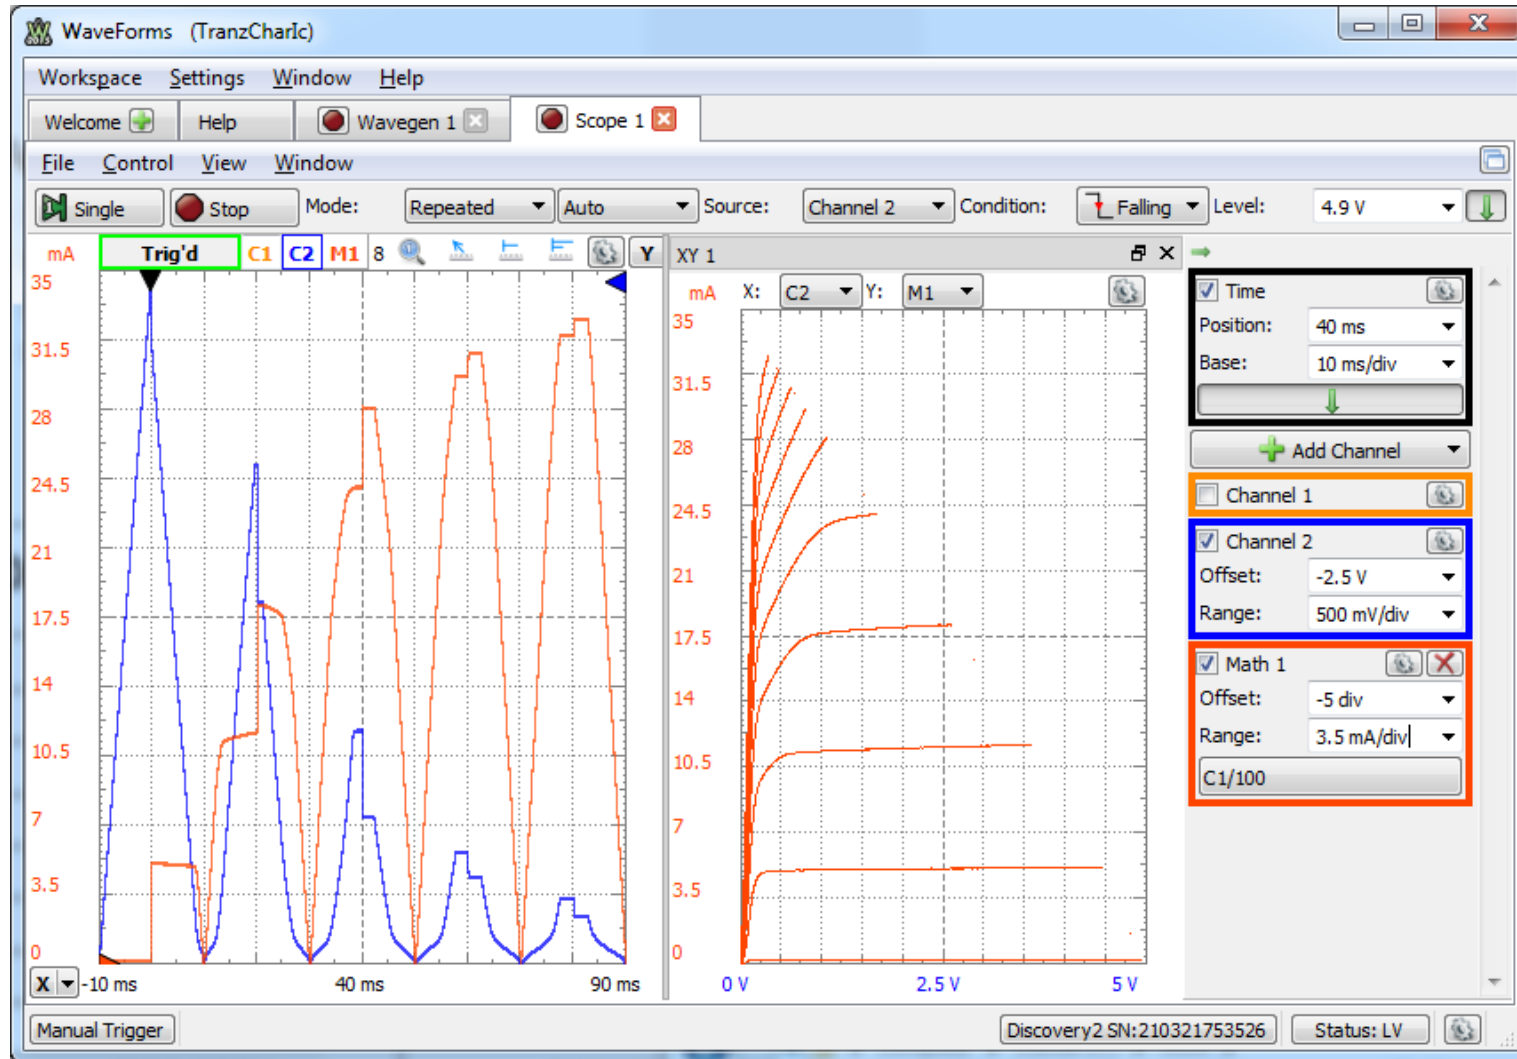 WaveForms (TranzCharIc)
Workspace Settings Window Help
Welcome Help Wavegen 1 Scope 1
File Control View Window
Single Stop Mode: Repeated Auto Source: Channel 2 Condition: Falling Level: 4.9 V
mA Trig'd C1 C2 M1 8 Y
35
31.5
28
24.5
21
17.5
14
10.5
7
3.5
0
X -10 ms 40 ms 90 ms
XY 1
mA X: C2 Y: M1
35
31.5
28
24.5
21
17.5
14
10.5
7
3.5
0
0 V 2.5 V 5 V
Time
Position: 40 ms
Base: 10 ms/div
Add Channel
Channel 1
Channel 2
Offset: -2.5 V
Range: 500 mV/div
Math 1
Offset: -5 div
Range: 3.5 mA/div
C1/100
Manual Trigger Discovery2 SN:210321753526 Status: LV